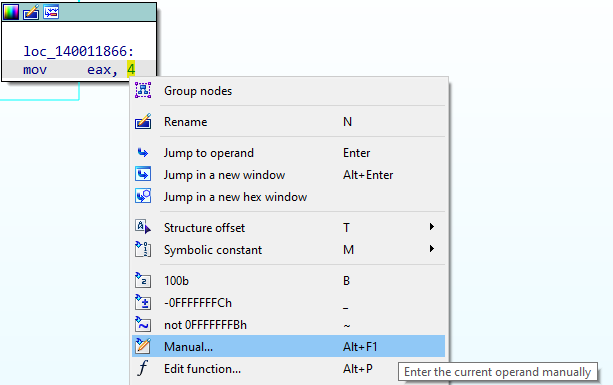 loc_140011866:
mov eax, 4
Group nodes
Rename N
Jump to operand Enter
Jump in a new window Alt+Enter
Jump in a new hex window
Structure offset T
Symbolic constant M
100b B
-0FFFFFFFCh _
not 0FFFFFFFBh ~
Manual... Alt+F1
Enter the current operand manually
Edit function... Alt+P